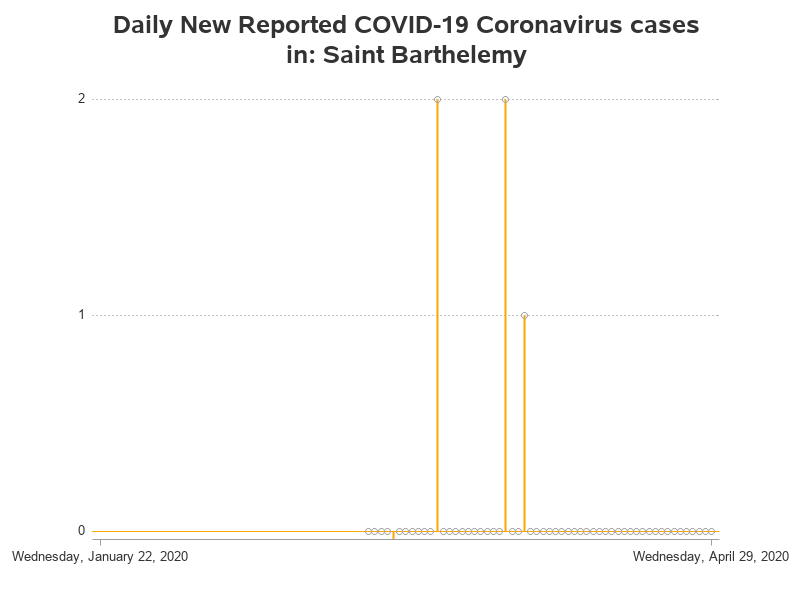 Daily New Reported COVID-19 Coronavirus cases
in: Saint Barthelemy
2
1
0
Wednesday, January 22, 2020
Wednesday, April 29, 2020